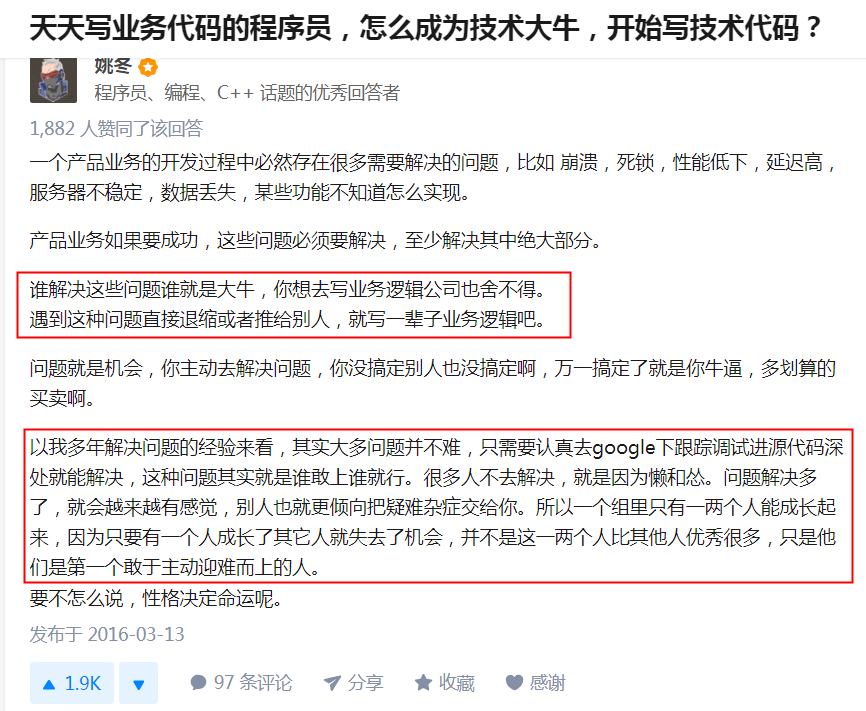 天天写业务代码的程序员，怎么成为技术大牛，开始写技术代码？
姚冬
程序员、编程、C++ 话题的优秀回答者
1,882 人赞同了该回答
一个产品业务的开发过程中必然存在很多需要解决的问题，比如 崩溃，死锁，性能低下，延迟高，
服务器不稳定，数据丢失，某些功能不知道怎么实现。
产品业务如果要成功，这些问题必须要解决，至少解决其中绝大部分。
谁解决这些问题谁就是大牛，你想去写业务逻辑公司也舍不得。
遇到这种问题直接退缩或者推给别人，就写一辈子业务逻辑吧。
问题就是机会，你主动去解决问题，你没搞定别人也没搞定啊，万一搞定了就是你牛逼，多划算的
买卖啊。
以我多年解决问题的经验来看，其实大多问题并不难，只需要认真去google下跟踪调试进源代码深
处就能解决，这种问题其实就是谁敢上谁就行。很多人不去解决，就是因为懒和怂。问题解决多
了，就会越来越有感觉，别人也就更倾向把疑难杂症交给你。所以一个组里只有一两个人能成长起
来，因为只要有一个人成长了其它人就失去了机会，并不是这一两个人比其他人优秀很多，只是他
们是第一个敢于主动迎难而上的人。
要不怎么说，性格决定命运呢。
发布于 2016-03-13
1.9K 97 条评论 分享 收藏 感谢